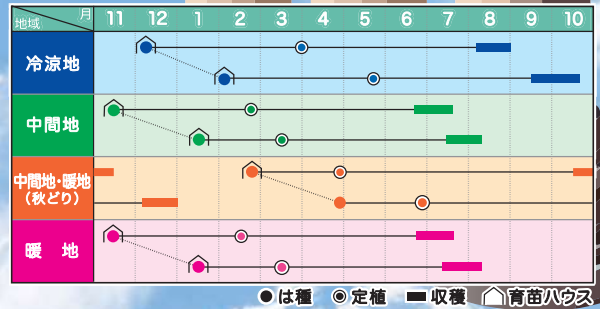 月
地域
11 12 1 2 3 4 5 6 7 8 9 10
冷涼地
中間地
中間地・暖地
(秋どり)
暖 地
は種 定植 収穫 育苗ハウス